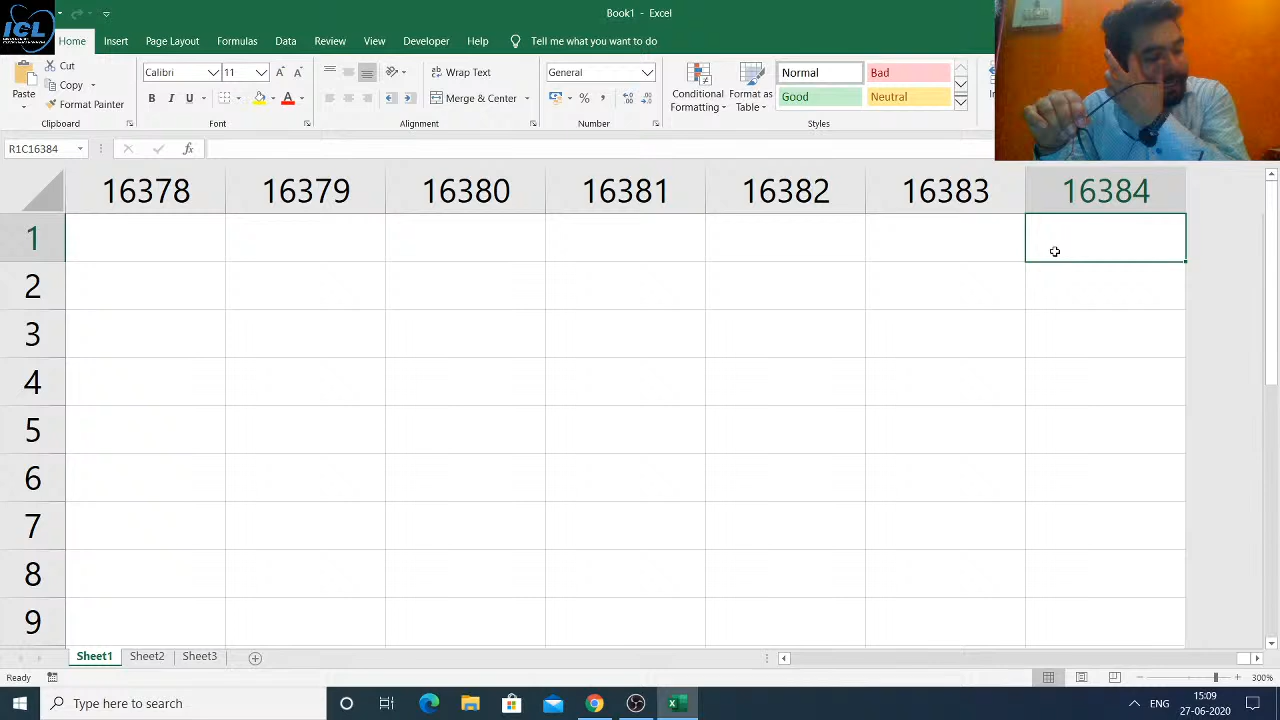 ICL
Book1 - Excel
Home Insert Page Layout Formulas Data Review View Developer Help Tell me what you want to do
Paste
Cut
Copy
Format Painter
Clipboard
Calibri 11
B I U
Font
Wrap Text
Merge & Center
Alignment
General
Number
Conditional
Formatting
Format as
Table
Normal Bad
Good Neutral
Styles
R1C16384
16378 16379 16380 16381 16382 16383 16384
1
2
3
4
5
6
7
8
9
Sheet1 Sheet2 Sheet3
Ready
300%
Type here to search
ENG
15:09
27-06-2020